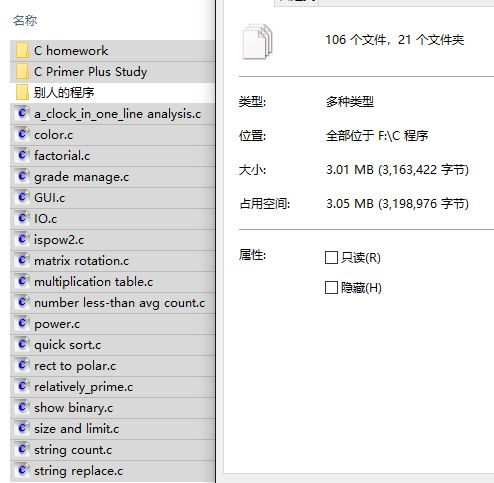 名称
C homework
C Primer Plus Study
别人的程序
a_clock_in_one_line analysis.c
color.c
factorial.c
grade manage.c
GUI.c
IO.c
ispow2.c
matrix rotation.c
multiplication table.c
number less-than avg count.c
power.c
quick sort.c
rect to polar.c
relatively_prime.c
show binary.c
size and limit.c
string count.c
string replace.c
106 个文件，21 个文件夹
类型: 多种类型
位置: 全部位于 F:\C 程序
大小: 3.01 MB (3,163,422 字节)
占用空间: 3.05 MB (3,198,976 字节)
属性: 只读(R)
隐藏(H)